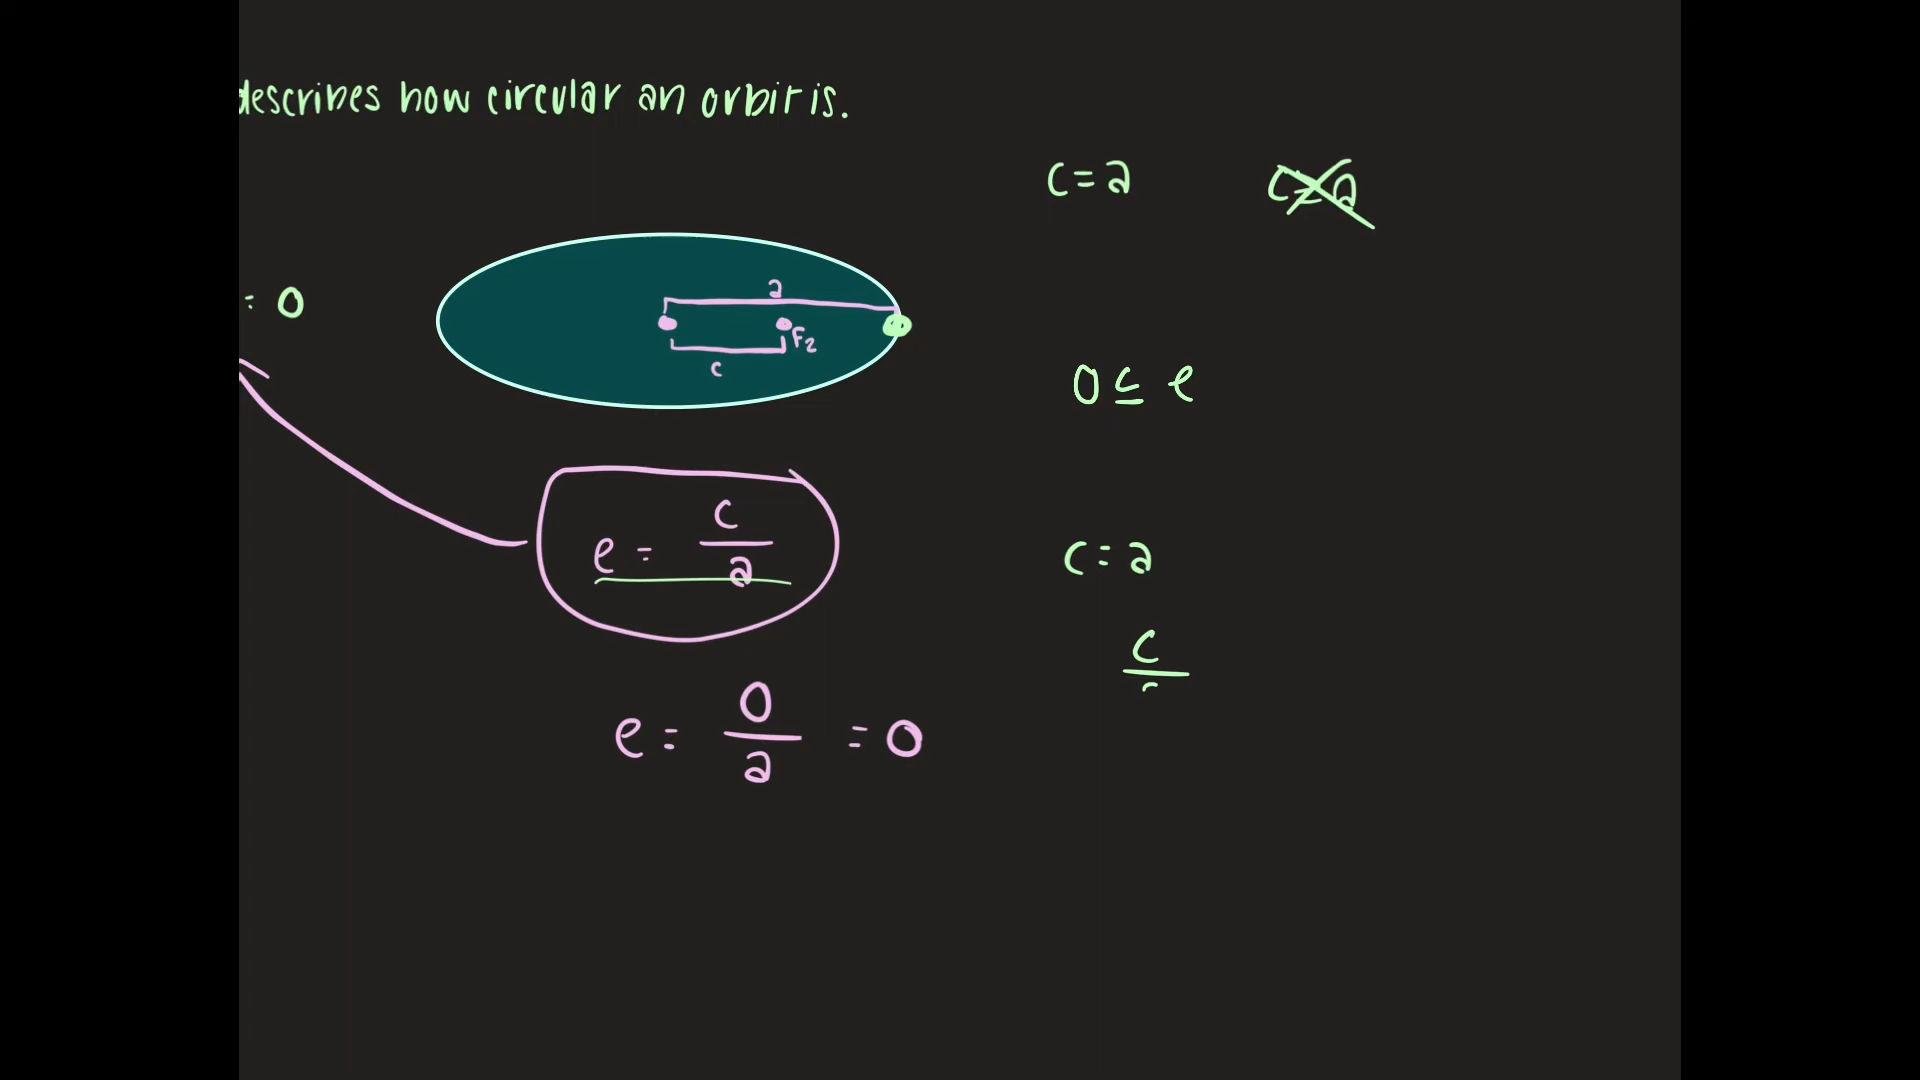 describes how circular an orbit is.
c = a
c ≠ a
= 0
a
F2
c
0 ≤ e
e = c/a
c = a
c
e = 0/a = 0